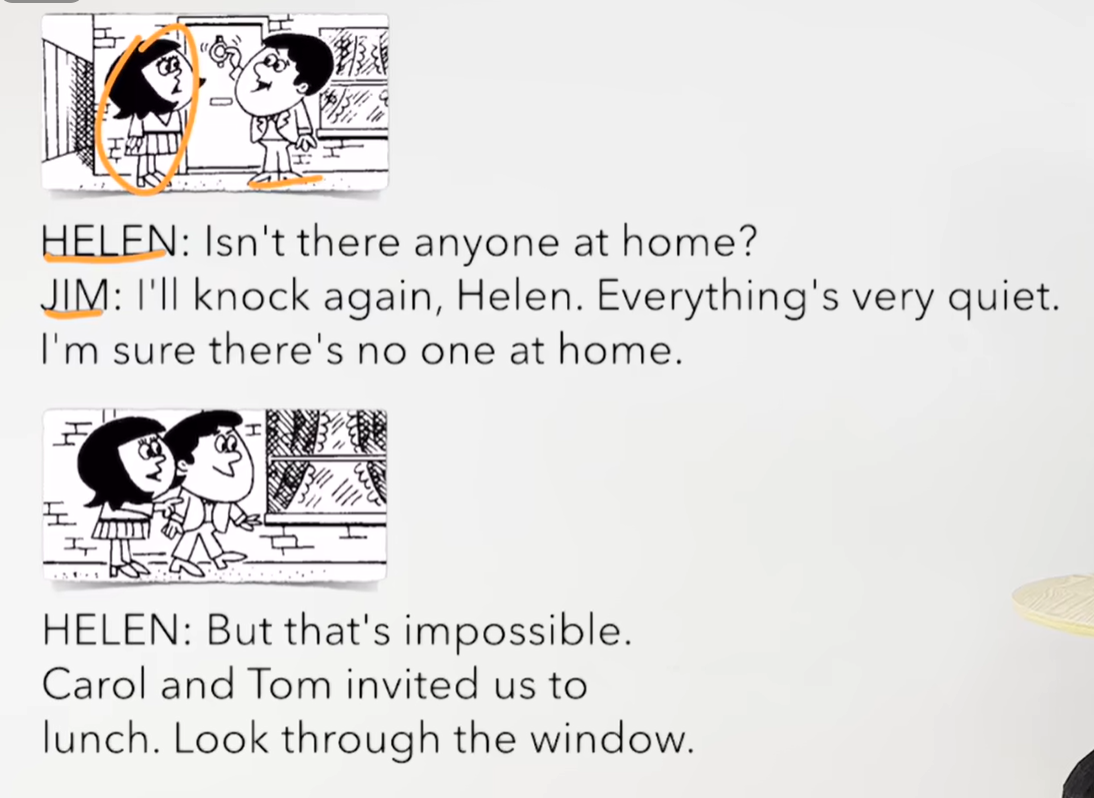 HELEN: Isn't there anyone at home?
JIM: I'll knock again, Helen. Everything's very quiet.
I'm sure there's no one at home.
HELEN: But that's impossible.
Carol and Tom invited us to
lunch. Look through the window.